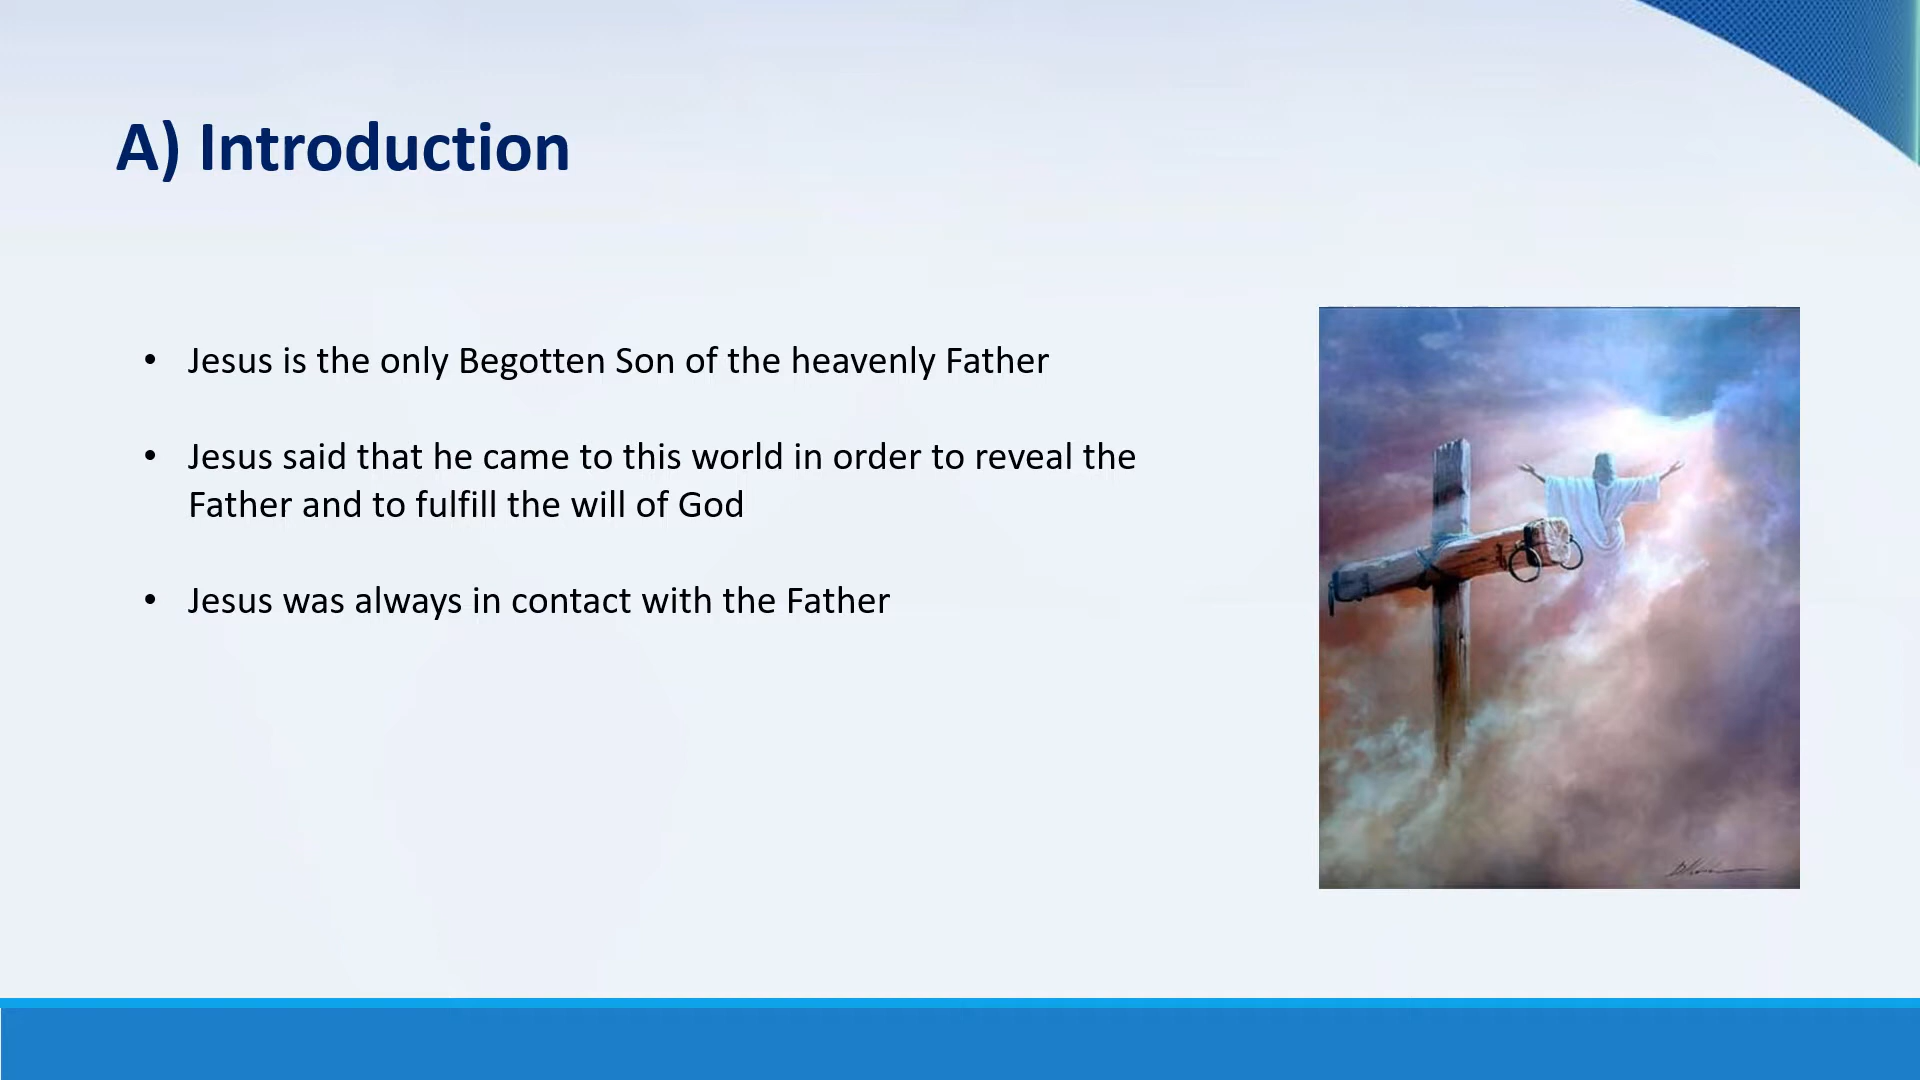 A) Introduction
• Jesus is the only Begotten Son of the heavenly Father
• Jesus said that he came to this world in order to reveal the
Father and to fulfill the will of God
• Jesus was always in contact with the Father